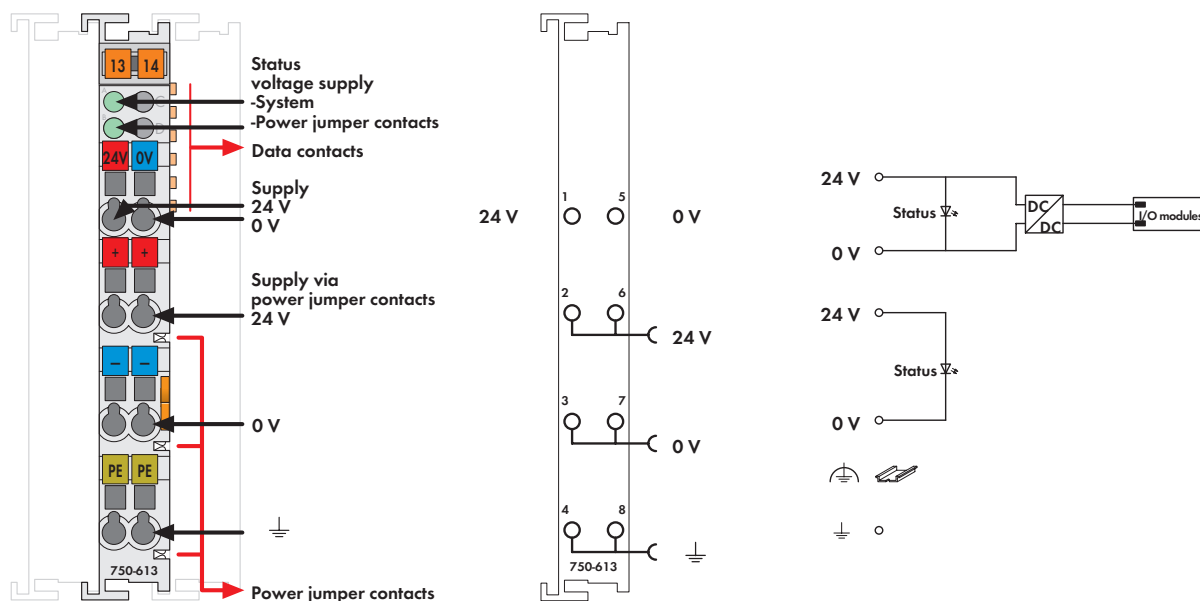 13 14
Status
voltage supply
-System
-Power jumper contacts
Data contacts
A C
B D
24V 0V
Supply
24 V
0 V
+ +
Supply via
power jumper contacts
24 V
– –
0 V
PE PE
750-613
Power jumper contacts
1 5
24 V 0 V
2 6
24 V
3 7
0 V
4 8
750-613
24 V
Status
0 V
DC
DC
I/O modules
24 V
Status
0 V